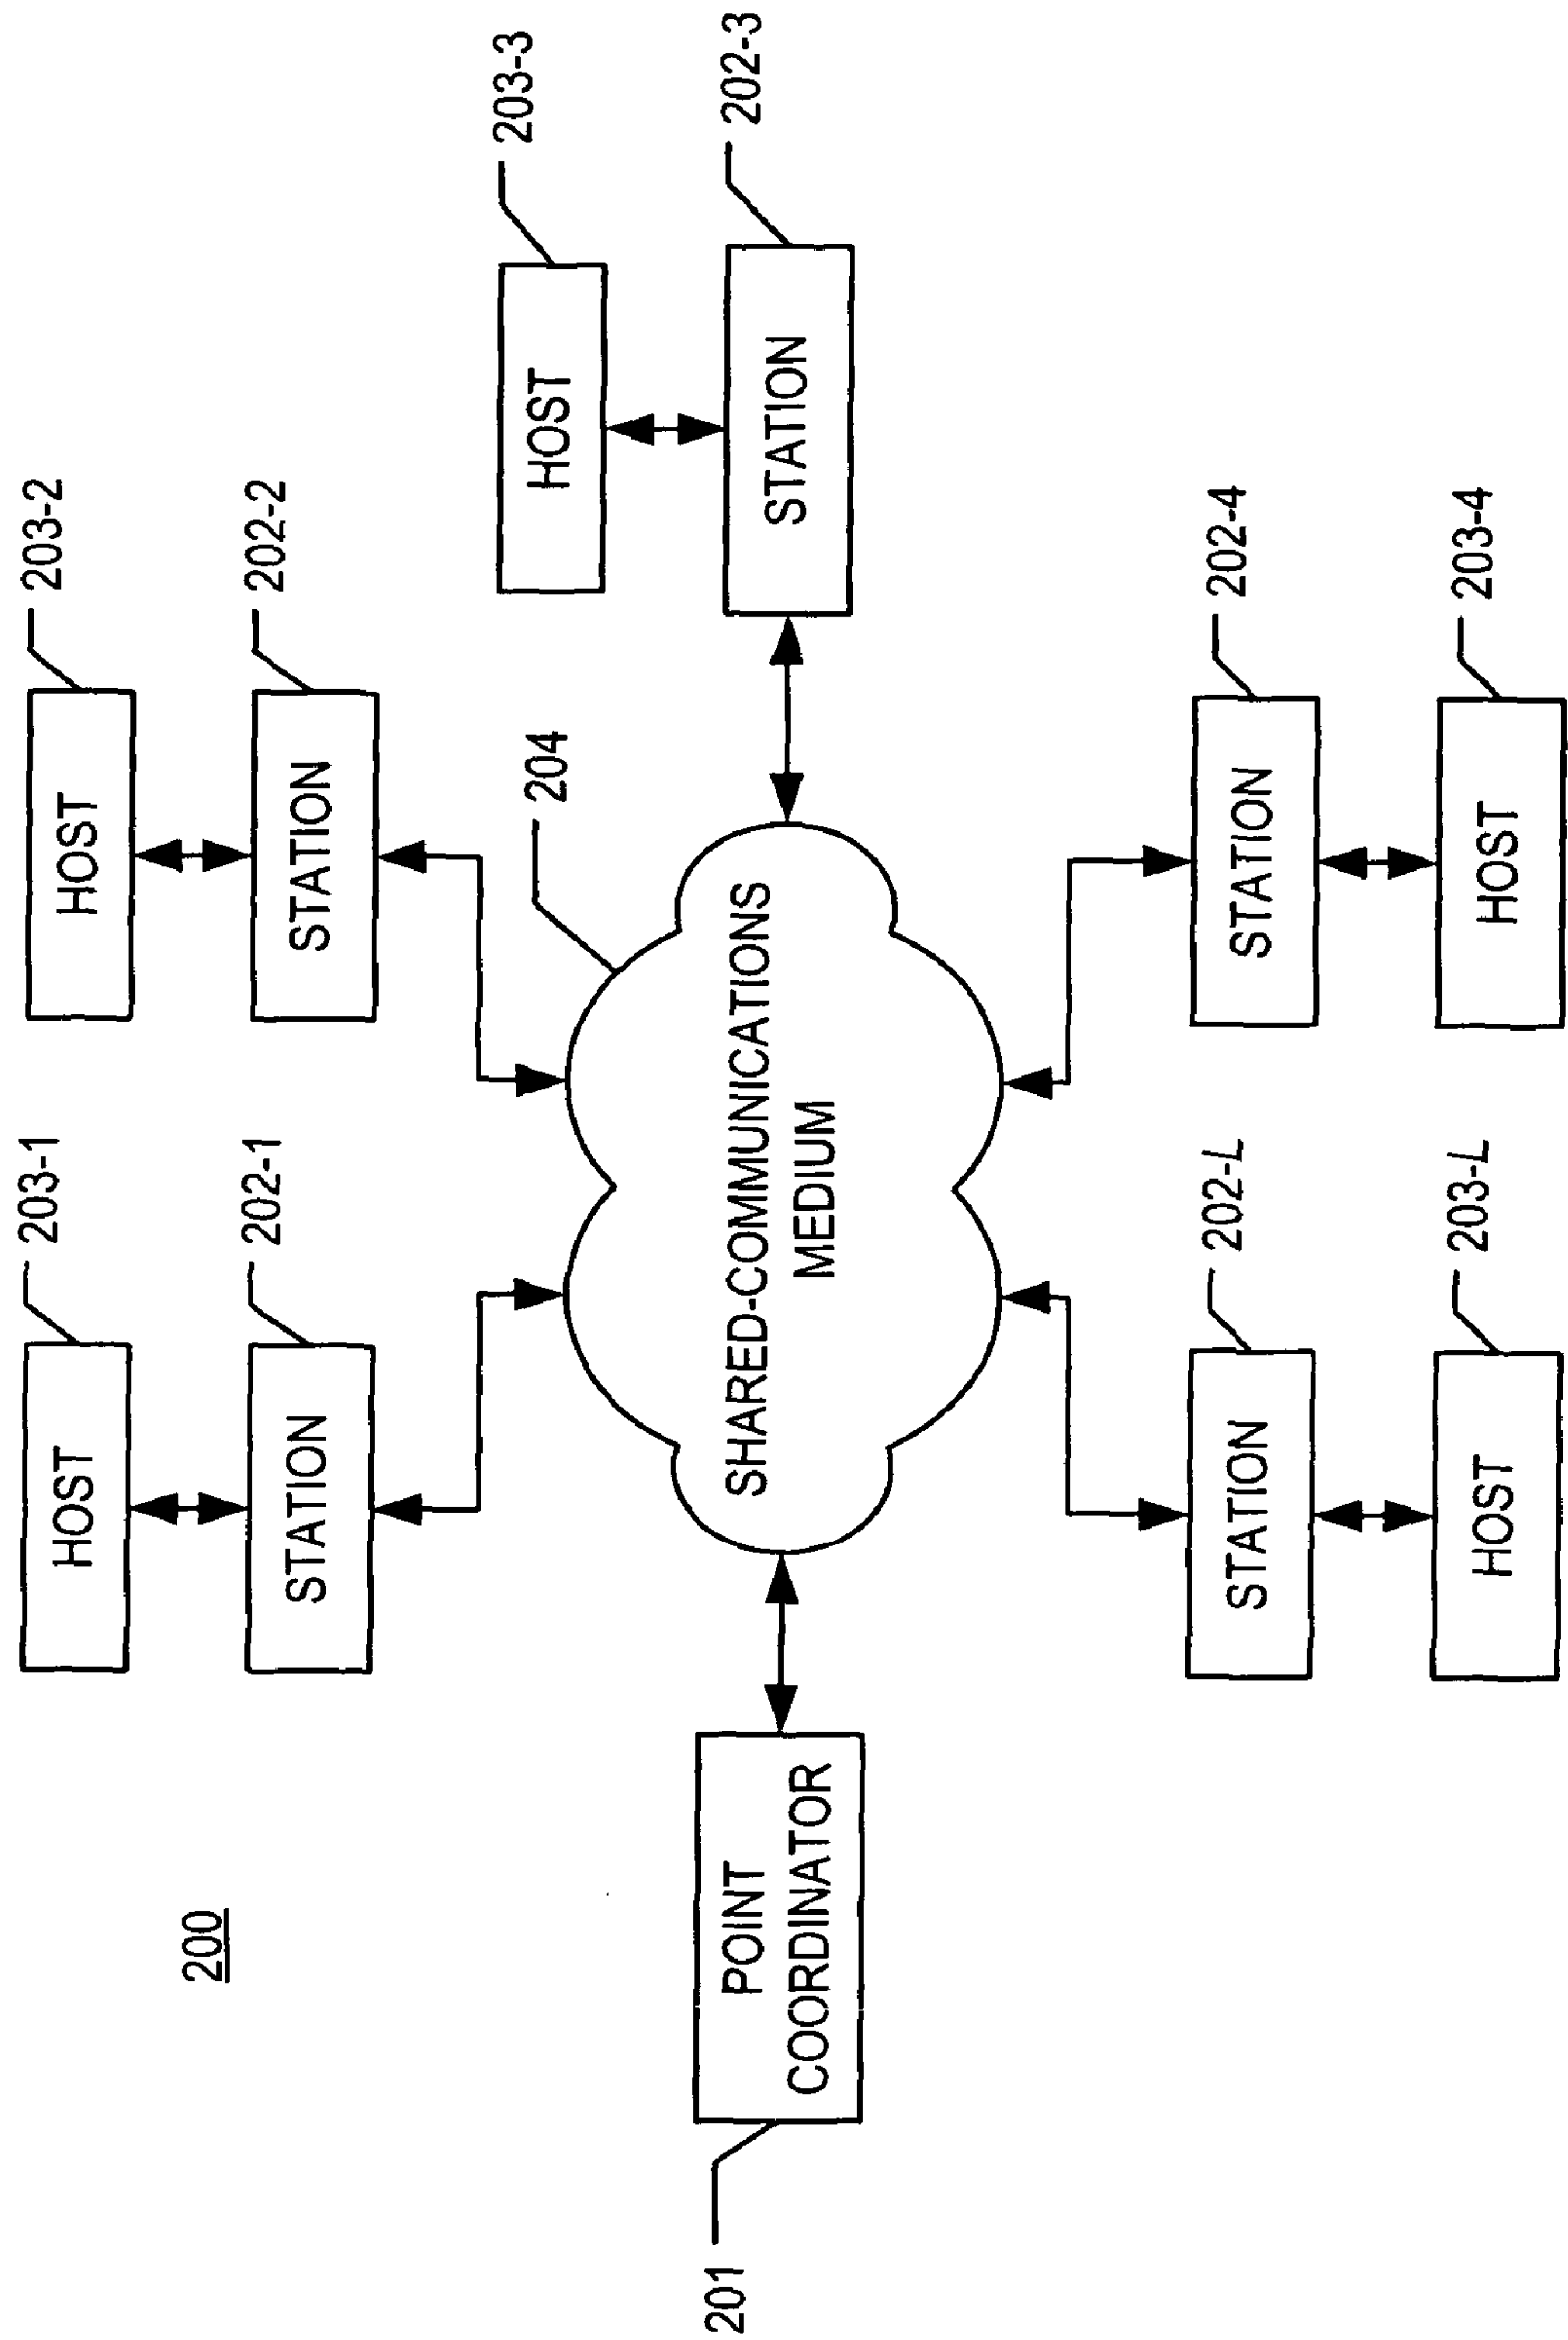 200
203-1
203-2
HOST
HOST
202-1
202-2
STATION
STATION
203-3
HOST
204
201
POINT
COORDINATOR
SHARED-COMMUNICATIONS
MEDIUM
202-3
STATION
202-L
202-4
STATION
STATION
203-L
203-4
HOST
HOST